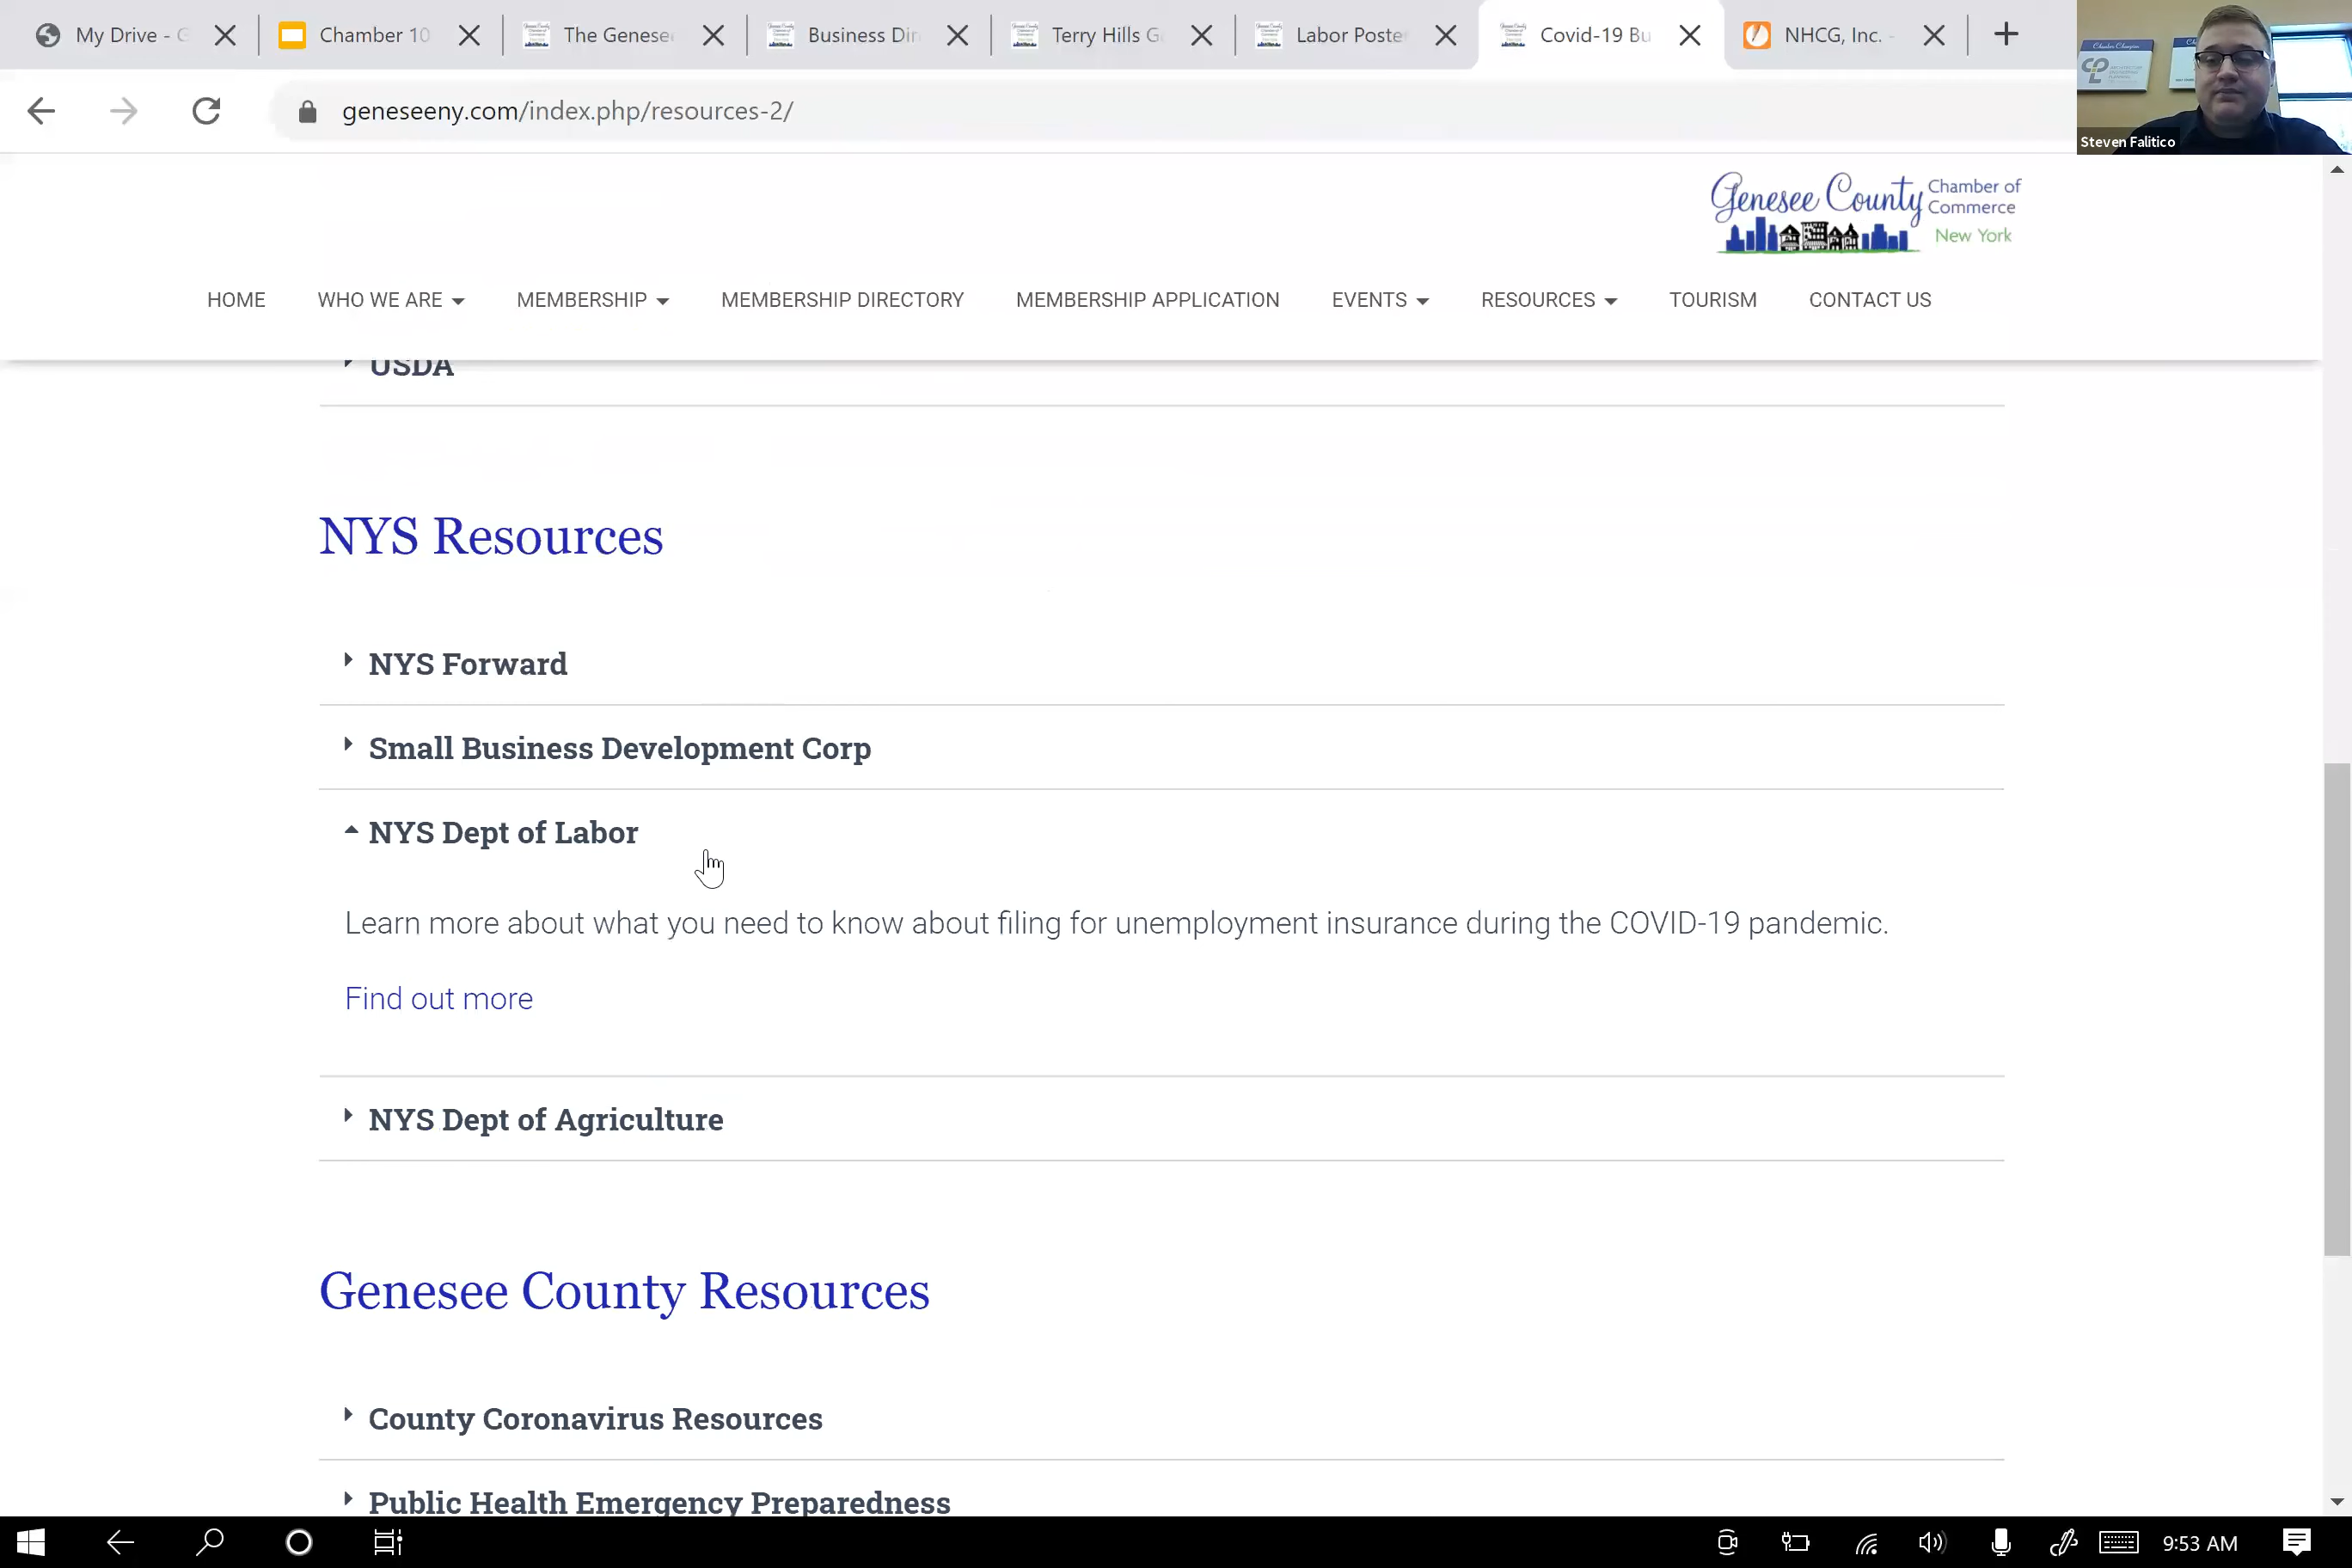 My Drive - G
Chamber 10
The Genese
Business Dir
Terry Hills G
Labor Poste
Covid-19 Bu
NHCG, Inc. -
geneseeny.com/index.php/resources-2/
Steven Falitico
Genesee County
Chamber of
Commerce
New York
HOME
WHO WE ARE
MEMBERSHIP
MEMBERSHIP DIRECTORY
MEMBERSHIP APPLICATION
EVENTS
RESOURCES
TOURISM
CONTACT US
USDA
NYS Resources
NYS Forward
Small Business Development Corp
NYS Dept of Labor
Learn more about what you need to know about filing for unemployment insurance during the COVID-19 pandemic.
Find out more
NYS Dept of Agriculture
Genesee County Resources
County Coronavirus Resources
Public Health Emergency Preparedness
9:53 AM